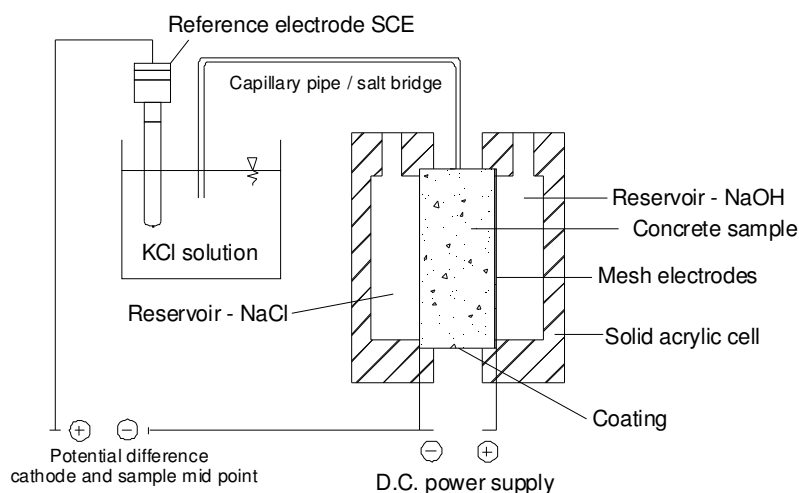 Reference electrode SCE
Capillary pipe / salt bridge
KCl solution
Reservoir - NaOH
Concrete sample
Mesh electrodes
Reservoir - NaCl
Solid acrylic cell
Coating
+ -
Potential difference
cathode and sample mid point
- +
D.C. power supply